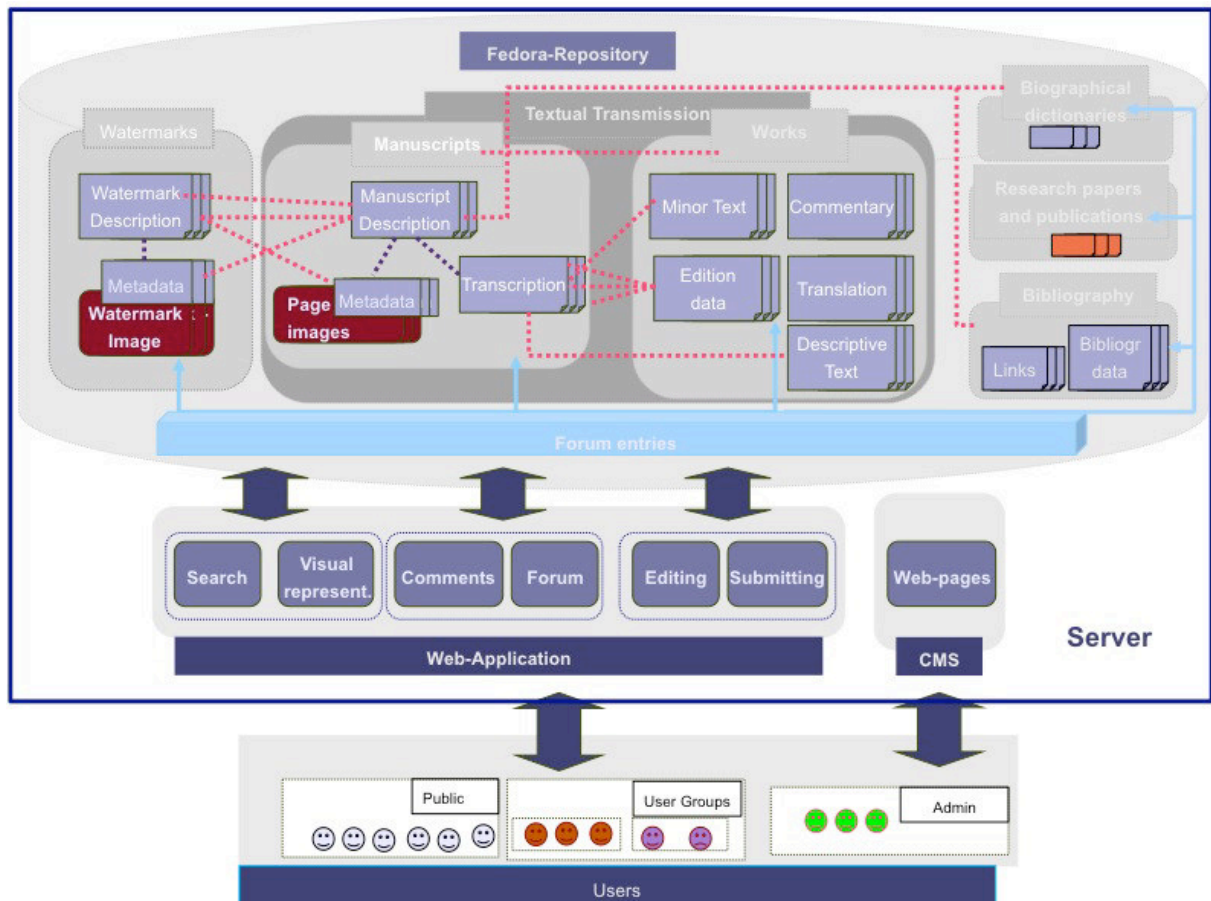 Fedora-Repository
Biographical
dictionaries
Textual Transmission
Watermarks
Manuscripts
Works
Watermark
Description
Manuscript
Description
Minor Text
Commentary
Research papers
and publications
Metadata
Watermark
Image
Page
images
Metadata
Transcription
Edition
data
Translation
Descriptive
Text
Bibliography
Links
Bibliogr
data
Forum entries
Search
Visual
represent.
Comments
Forum
Editing
Submitting
Web-pages
Web-Application
CMS
Server
Public
User Groups
Admin
Users